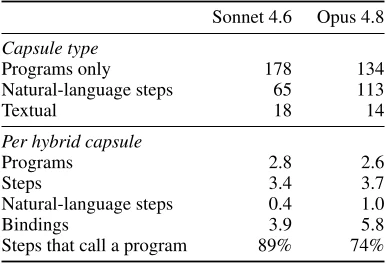 Sonnet 4.6 Opus 4.8
Capsule type
Programs only 178 134
Natural-language steps 65 113
Textual 18 14
Per hybrid capsule
Programs 2.8 2.6
Steps 3.4 3.7
Natural-language steps 0.4 1.0
Bindings 3.9 5.8
Steps that call a program 89% 74%